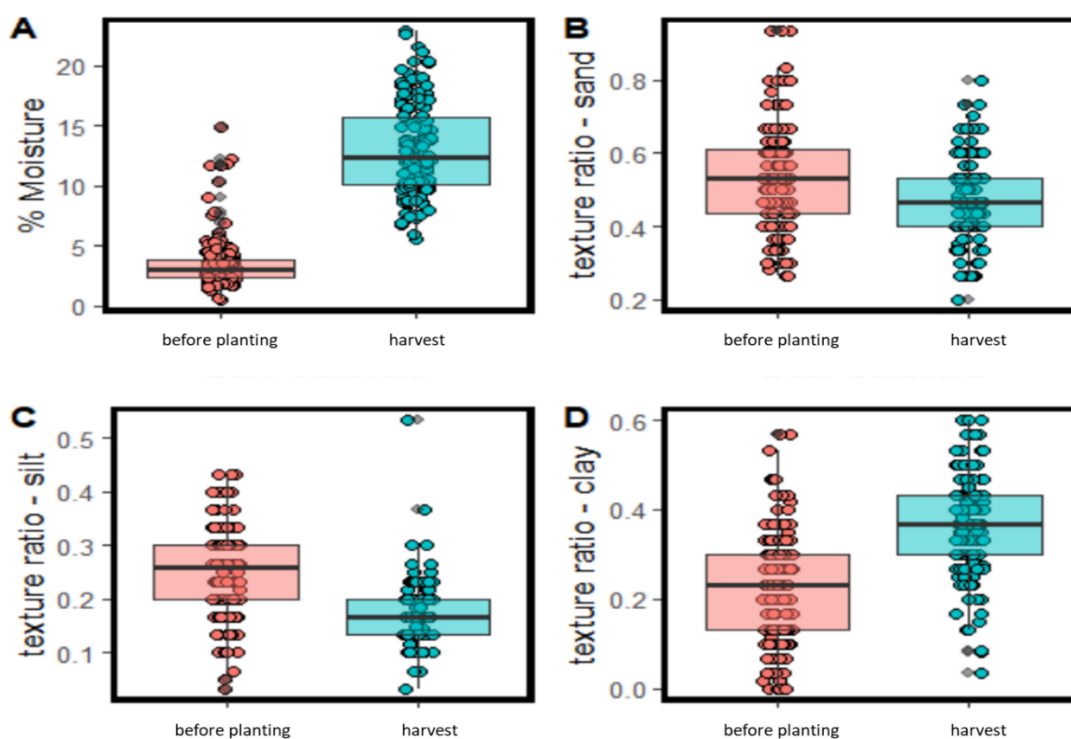 A
% Moisture
20
15
10
5
0
before planting
harvest
B
texture ratio - sand
0.8
0.6
0.4
0.2
before planting
harvest
C
texture ratio - silt
0.5
0.4
0.3
0.2
0.1
before planting
harvest
D
texture ratio - clay
0.6
0.4
0.2
0.0
before planting
harvest